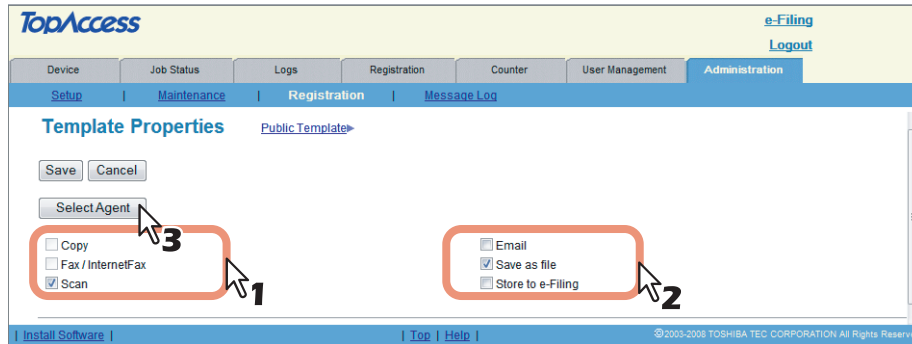 TopAccess
e-Filing
Logout
Device Job Status Logs Registration Counter User Management Administration
Setup | Maintenance | Registration | Message Log
Template Properties Public Template
Save Cancel
Select Agent
3
Copy Email
Fax / InternetFax Save as file
Scan Store to e-Filing
1 2
| Install Software | | Top | Help | ©2003-2008 TOSHIBA TEC CORPORATION All Rights